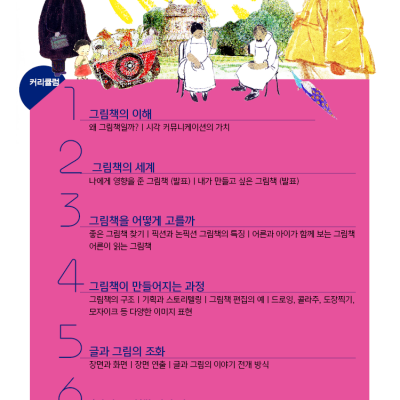 커리큘럼
1
그림책의 이해
왜 그림책일까? | 시각 커뮤니케이션의 가치
2
그림책의 세계
나에게 영향을 준 그림책 (발표) | 내가 만들고 싶은 그림책 (발표)
3
그림책을 어떻게 고를까
좋은 그림책 찾기 | 픽션과 논픽션 그림책의 특징 | 어른과 아이가 함께 보는 그림책
어른이 읽는 그림책
4
그림책이 만들어지는 과정
그림책의 구조 | 기획과 스토리텔링 | 그림책 편집의 예 | 드로잉, 콜라주, 도장찍기,
모자이크 등 다양한 이미지 표현
5
글과 그림의 조화
장면과 화면 | 장면 연출 | 글과 그림의 이야기 전개 방식
6